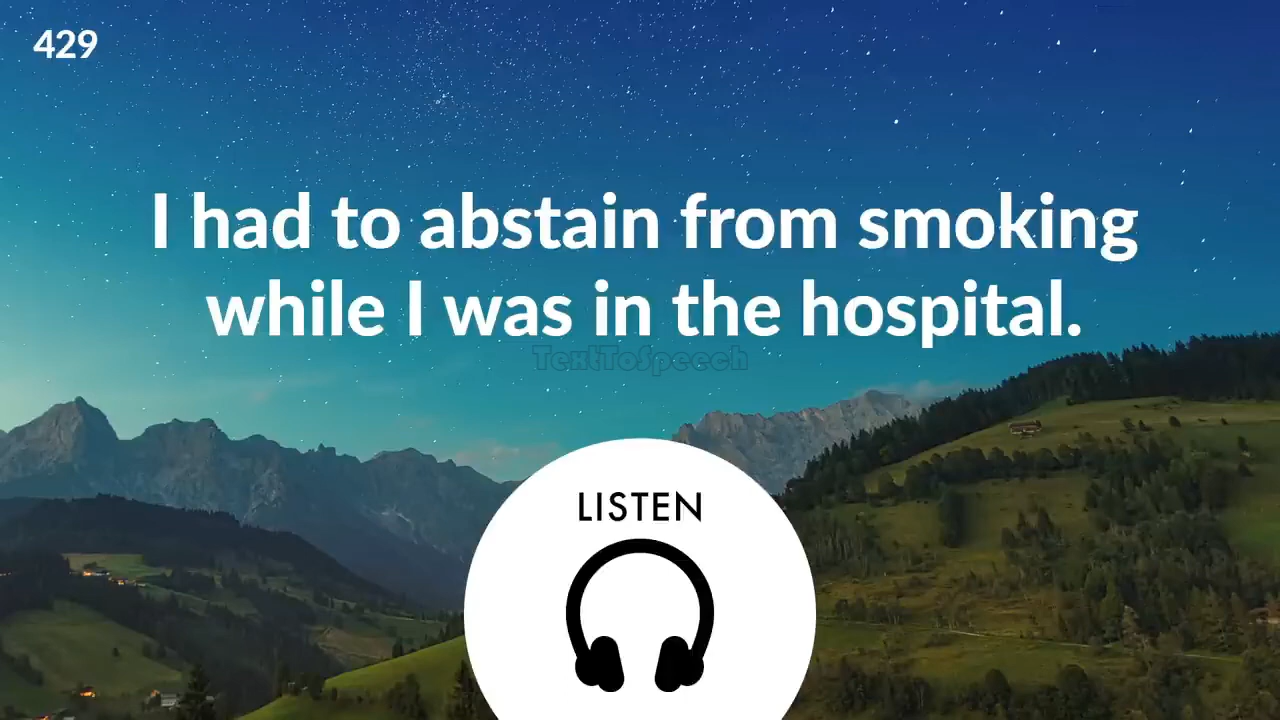 429
I had to abstain from smoking
while I was in the hospital.
TextToSpeech
LISTEN